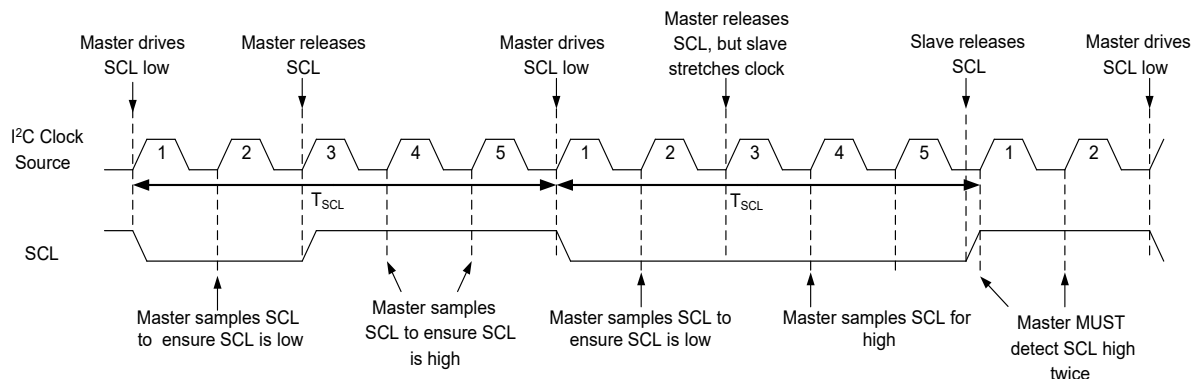 Master drives
SCL low
Master releases
SCL
Master drives
SCL low
Master releases
SCL, but slave
stretches clock
Slave releases
SCL
Master drives
SCL low
I²C Clock
Source
1
2
3
4
5
1
2
3
4
5
1
2
T_SCL
T_SCL
SCL
Master samples SCL
to ensure SCL is low
Master samples
SCL to ensure SCL
is high
Master samples SCL to
ensure SCL is low
Master samples SCL for
high
Master MUST
detect SCL high
twice